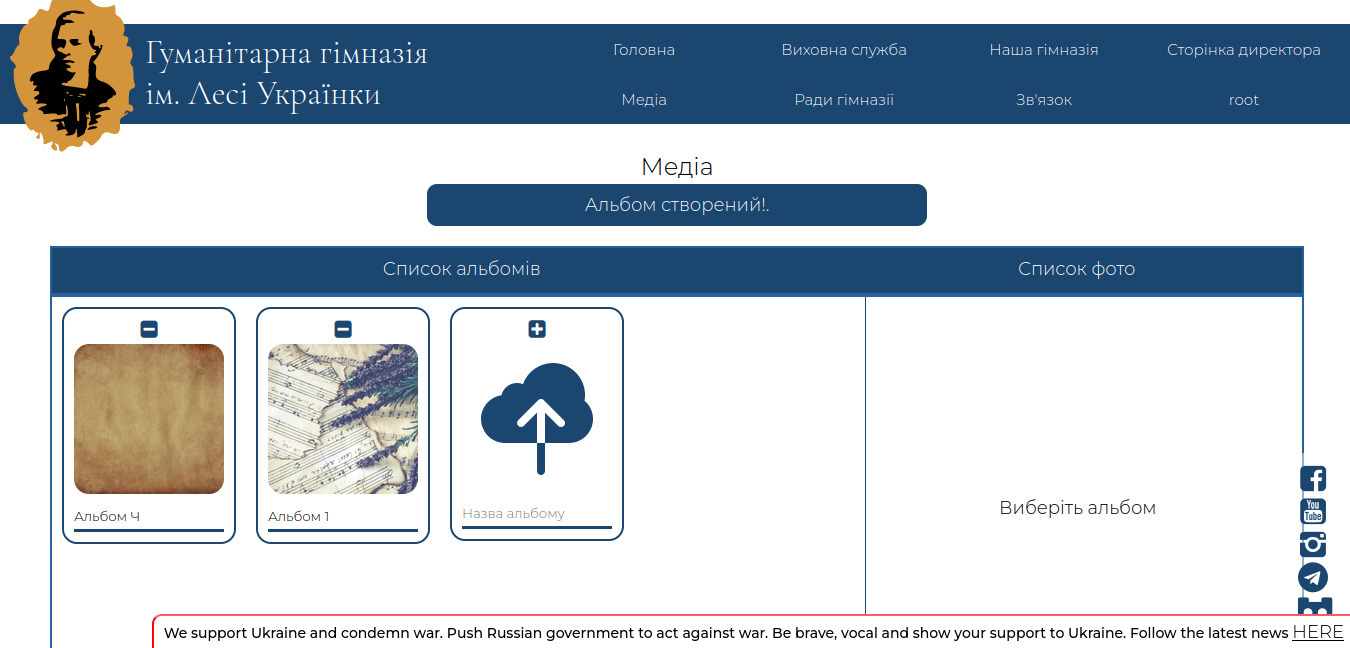 Гуманітарна гімназія
ім. Лесі Українки
Головна
Виховна служба
Наша гімназія
Сторінка директора
Медіа
Ради гімназії
Зв'язок
root
Медіа
Альбом створений!.
Список альбомів
Список фото
Альбом Ч
Альбом 1
Назва альбому
Виберіть альбом
You
Tube
We support Ukraine and condemn war. Push Russian government to act against war. Be brave, vocal and show your support to Ukraine. Follow the latest news HERE